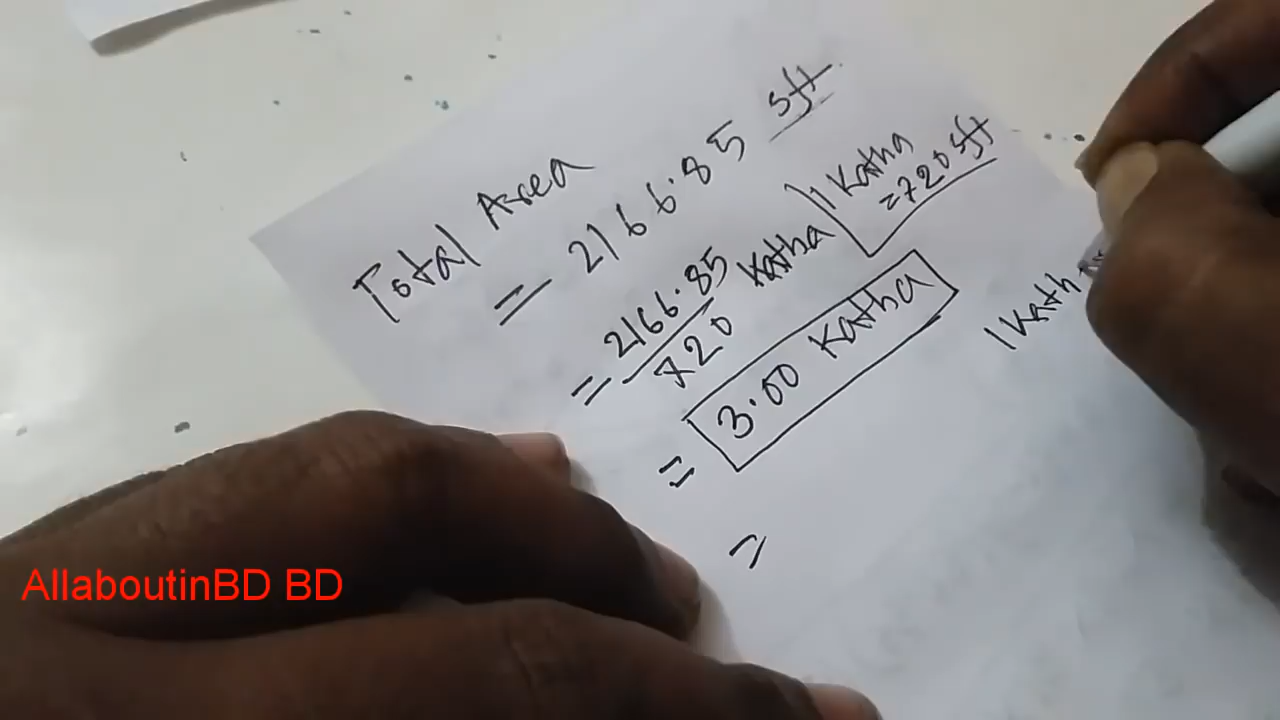 Total Area
= 2166.85 sft
= 2166.85 / 720 Katha
1 Katha
= 720 sft
= 3.00 Katha
=
1 Kath
AllaboutinBD BD